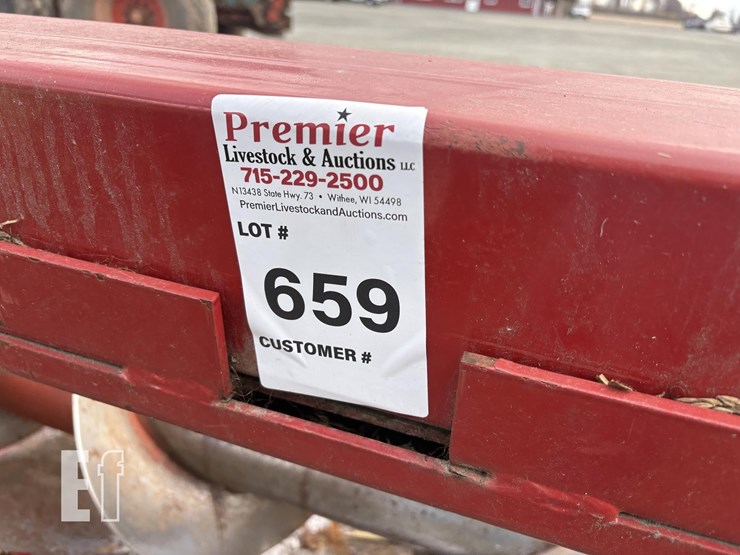 Premier
Livestock & Auctions LLC
715-229-2500
N13438 State Hwy. 73 • Withee, WI 54498
PremierLivestockandAuctions.com
LOT #
659
CUSTOMER #
Ef